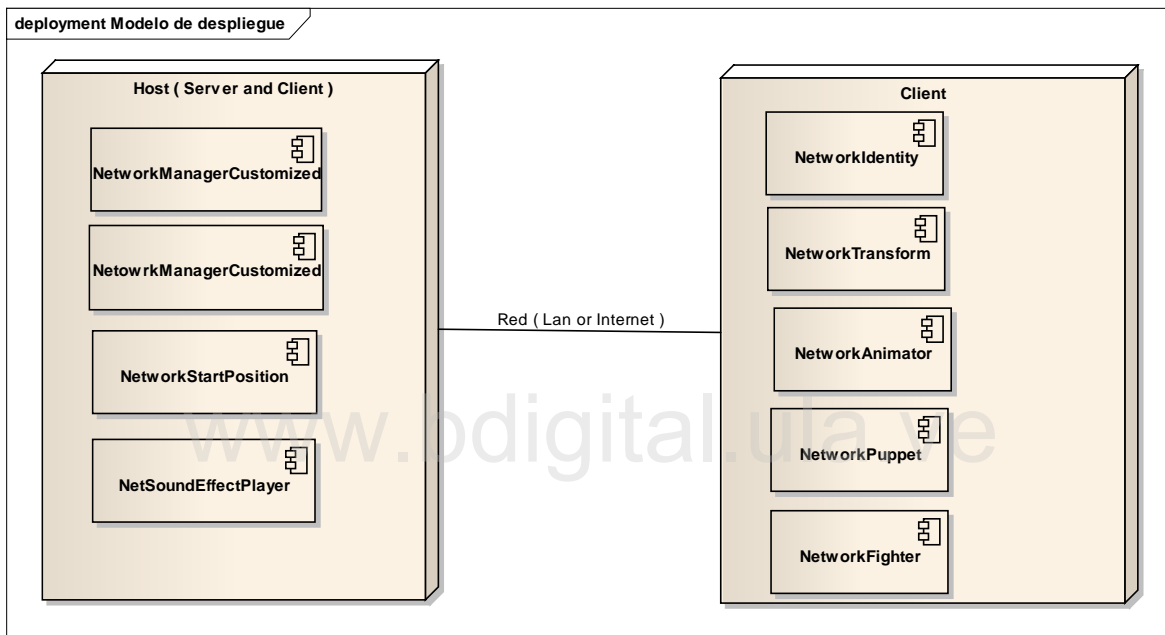 deployment Modelo de despliegue
Host ( Server and Client )
NetworkManagerCustomized
NetowrkManagerCustomized
NetworkStartPosition
NetSoundEffectPlayer
Red ( Lan or Internet )
Client
NetworkIdentity
NetworkTransform
NetworkAnimator
NetworkPuppet
NetworkFighter
www.bdigital.ula.ve